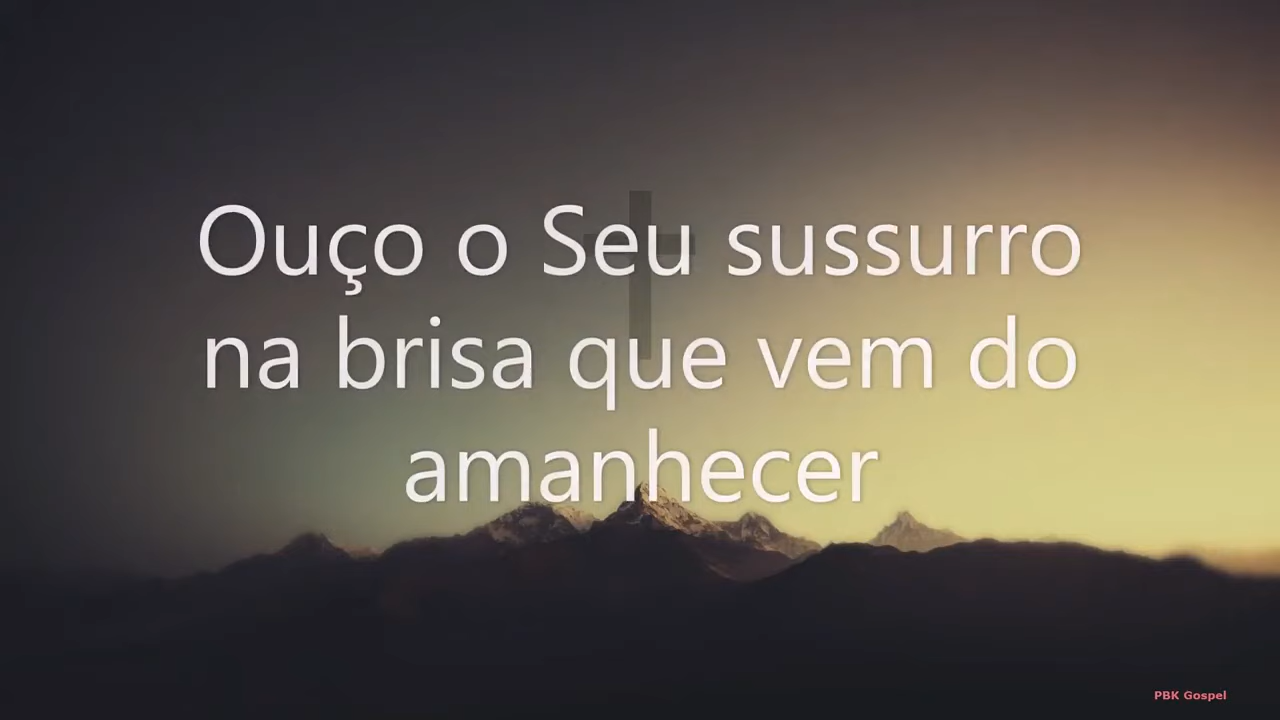 Ouço o Seu sussurro
na brisa que vem do
amanhecer
PBK Gospel